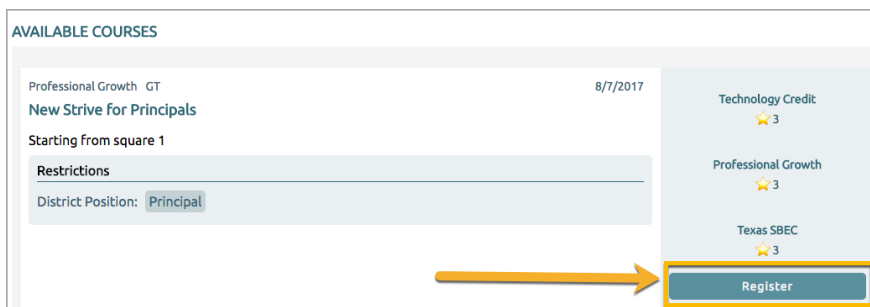 AVAILABLE COURSES
Professional Growth GT
8/7/2017
New Strive for Principals
Starting from square 1
Restrictions
District Position: Principal
Technology Credit
3
Professional Growth
3
Texas SBEC
3
Register